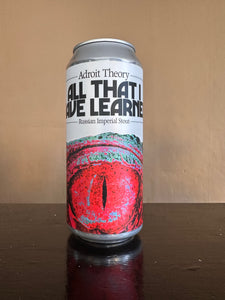 Adroit Theory
ALL THAT I
AVE LEARNE
Russian Imperial Stout